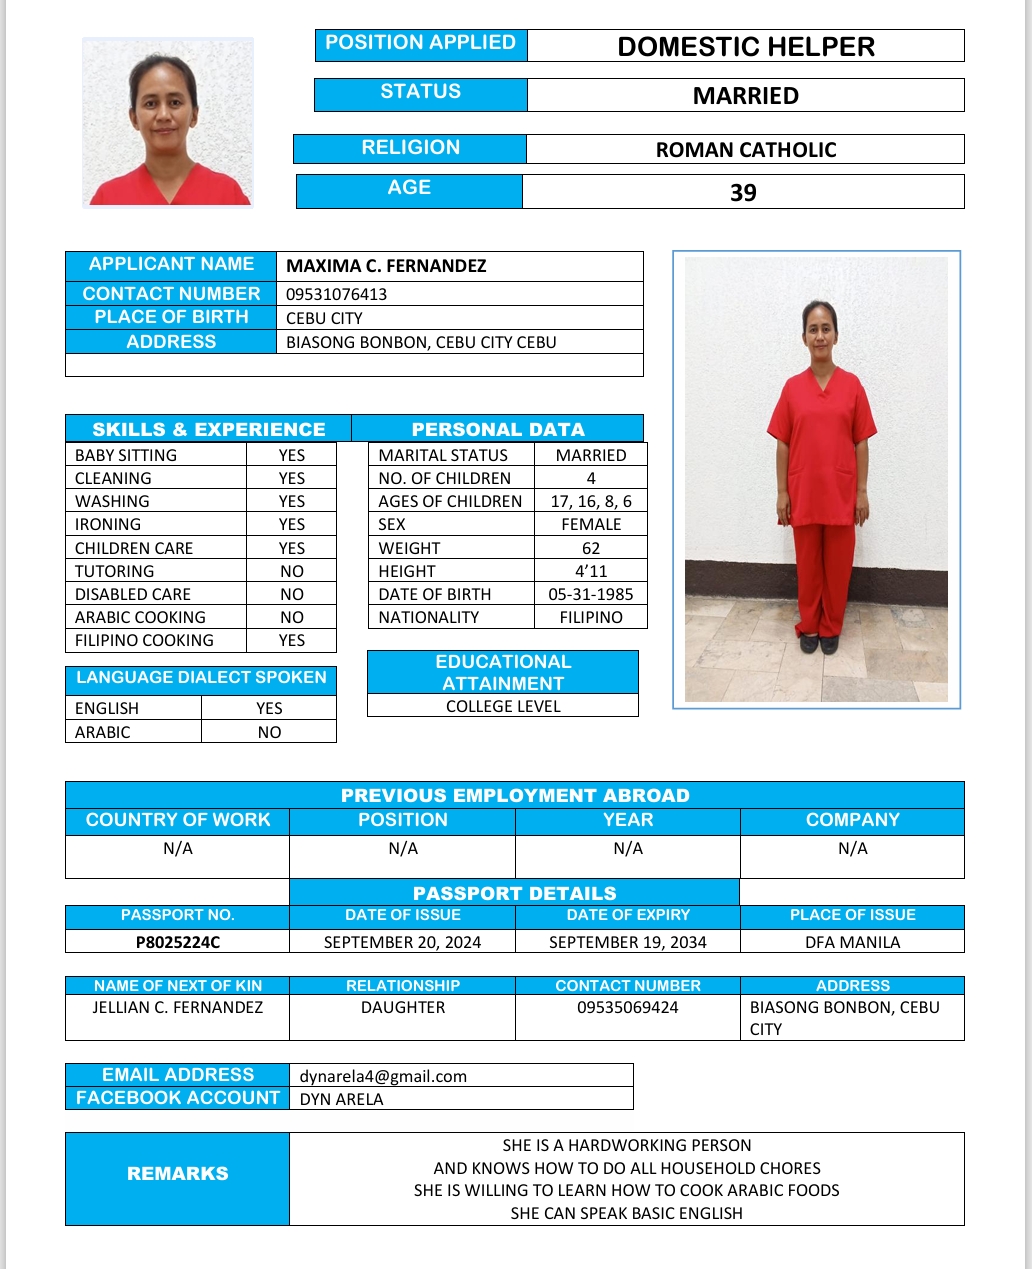 POSITION APPLIED DOMESTIC HELPER
STATUS MARRIED
RELIGION ROMAN CATHOLIC
AGE 39
APPLICANT NAME MAXIMA C. FERNANDEZ
CONTACT NUMBER 09531076413
PLACE OF BIRTH CEBU CITY
ADDRESS BIASONG BONBON, CEBU CITY CEBU
SKILLS & EXPERIENCE
BABY SITTING YES
CLEANING YES
WASHING YES
IRONING YES
CHILDREN CARE YES
TUTORING NO
DISABLED CARE NO
ARABIC COOKING NO
FILIPINO COOKING YES
LANGUAGE DIALECT SPOKEN
ENGLISH YES
ARABIC NO
PERSONAL DATA
MARITAL STATUS MARRIED
NO. OF CHILDREN 4
AGES OF CHILDREN 17, 16, 8, 6
SEX FEMALE
WEIGHT 62
HEIGHT 4’11
DATE OF BIRTH 05-31-1985
NATIONALITY FILIPINO
EDUCATIONAL
ATTAINMENT
COLLEGE LEVEL
PREVIOUS EMPLOYMENT ABROAD
COUNTRY OF WORK POSITION YEAR COMPANY
N/A N/A N/A N/A
PASSPORT DETAILS
PASSPORT NO. DATE OF ISSUE DATE OF EXPIRY PLACE OF ISSUE
P8025224C SEPTEMBER 20, 2024 SEPTEMBER 19, 2034 DFA MANILA
NAME OF NEXT OF KIN RELATIONSHIP CONTACT NUMBER ADDRESS
JELLIAN C. FERNANDEZ DAUGHTER 09535069424 BIASONG BONBON, CEBU
CITY
EMAIL ADDRESS dynarela4@gmail.com
FACEBOOK ACCOUNT DYN ARELA
REMARKS
SHE IS A HARDWORKING PERSON
AND KNOWS HOW TO DO ALL HOUSEHOLD CHORES
SHE IS WILLING TO LEARN HOW TO COOK ARABIC FOODS
SHE CAN SPEAK BASIC ENGLISH